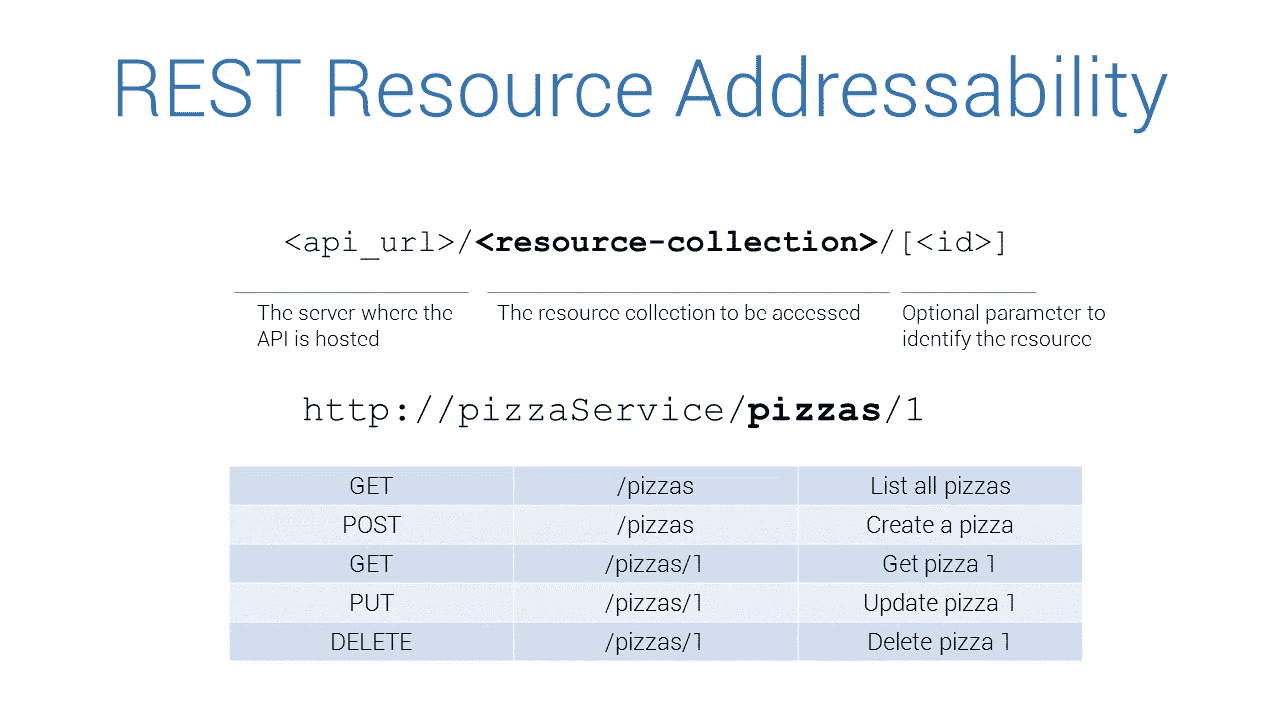 REST Resource Addressability
<api_url>/<resource-collection>/[<id>]
The server where the
API is hosted
The resource collection to be accessed
Optional parameter to
identify the resource
http://pizzaService/pizzas/1
GET /pizzas List all pizzas
POST /pizzas Create a pizza
GET /pizzas/1 Get pizza 1
PUT /pizzas/1 Update pizza 1
DELETE /pizzas/1 Delete pizza 1